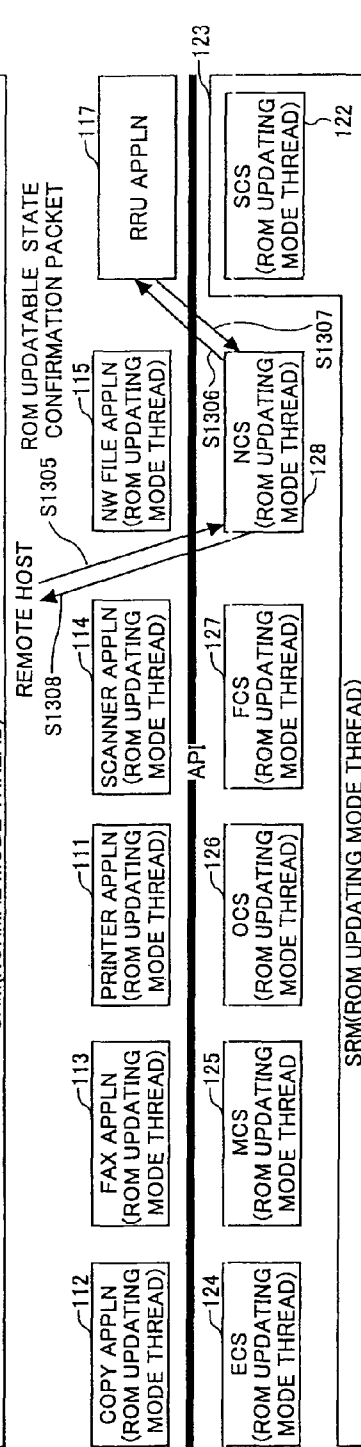 REMOTE HOST
S1308
S1305
ROM UPDATABLE STATE
CONFIRMATION PACKET
112
COPY APPLN
(ROM UPDATING
MODE THREAD)
113
FAX APPLN
(ROM UPDATING
MODE THREAD)
111
PRINTER APPLN
(ROM UPDATING
MODE THREAD)
114
SCANNER APPLN
(ROM UPDATING
MODE THREAD)
115
NW FILE APPLN
(ROM UPDATING
MODE THREAD)
117
RRU APPLN
API
S1306
S1307
123
124
ECS
(ROM UPDATING
MODE THREAD)
125
MCS
(ROM UPDATING
MODE THREAD
126
OCS
(ROM UPDATING
MODE THREAD)
127
FCS
(ROM UPDATING
MODE THREAD)
NCS
(ROM UPDATING
MODE THREAD)
128
SCS
(ROM UPDATING
MODE THREAD)
122
SRM(ROM UPDATING MODE THREAD)